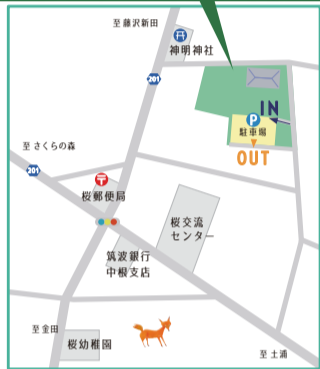 至 藤沢新田
神明神社
201
IN
P
駐車場
OUT
至 さくらの森
201
桜郵便局
桜交流
センター
筑波銀行
中根支店
至 金田
桜幼稚園
至 土浦